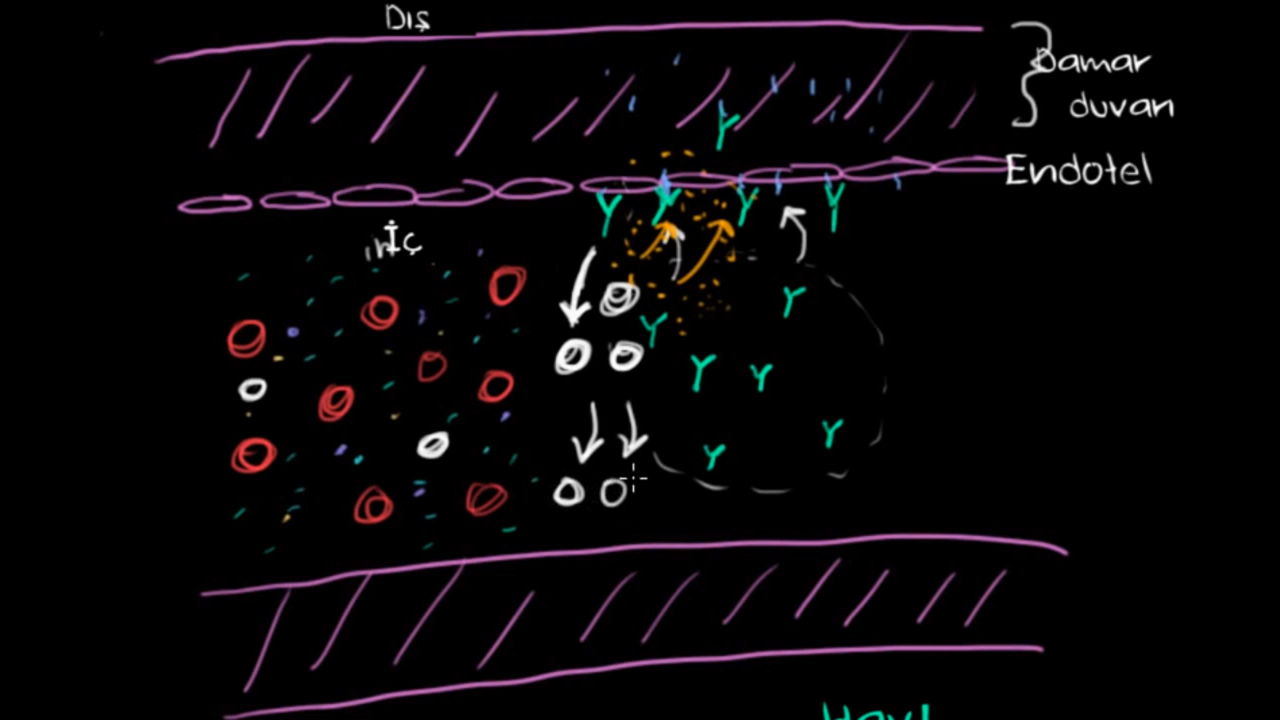 Dış
Damar
duvarı
Endotel
İç